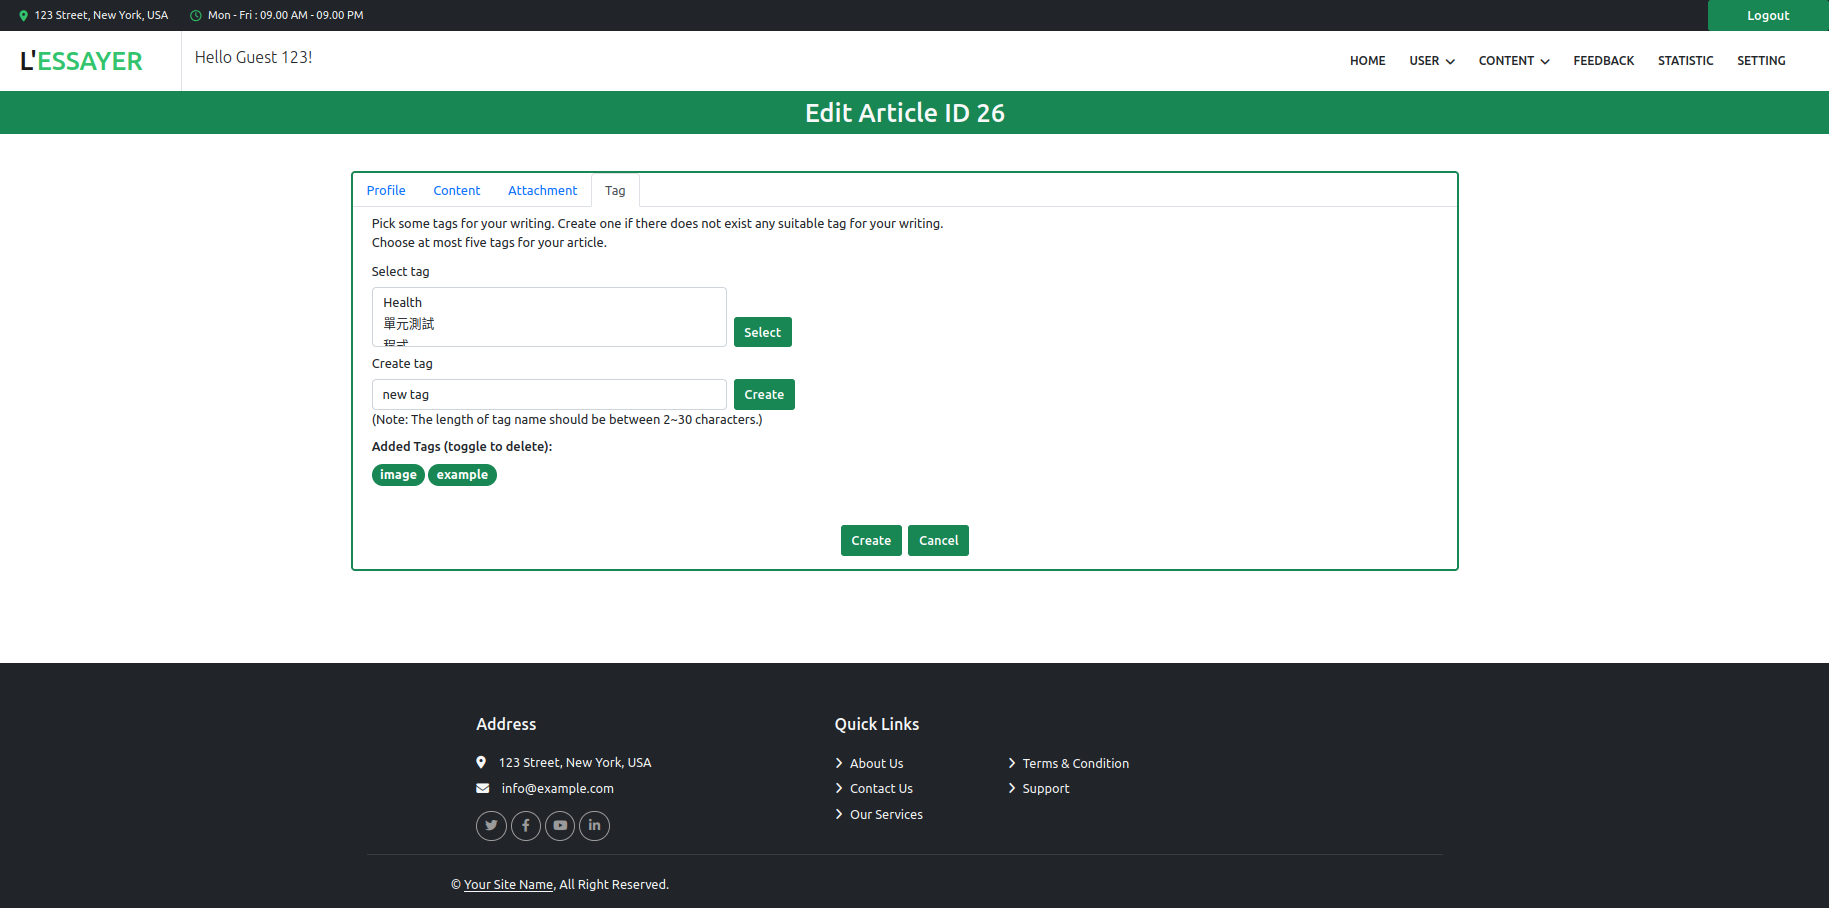 123 Street, New York, USA Mon - Fri : 09.00 AM - 09.00 PM Logout
L'ESSAYER Hello Guest 123! HOME USER CONTENT FEEDBACK STATISTIC SETTING
Edit Article ID 26
Profile Content Attachment Tag
Pick some tags for your writing. Create one if there does not exist any suitable tag for your writing.
Choose at most five tags for your article.
Select tag
Health
單元測試
程式
Select
Create tag
new tag Create
(Note: The length of tag name should be between 2~30 characters.)
Added Tags (toggle to delete):
image example
Create Cancel
Address Quick Links
123 Street, New York, USA About Us Terms & Condition
info@example.com Contact Us Support
Our Services
© Your Site Name, All Right Reserved.